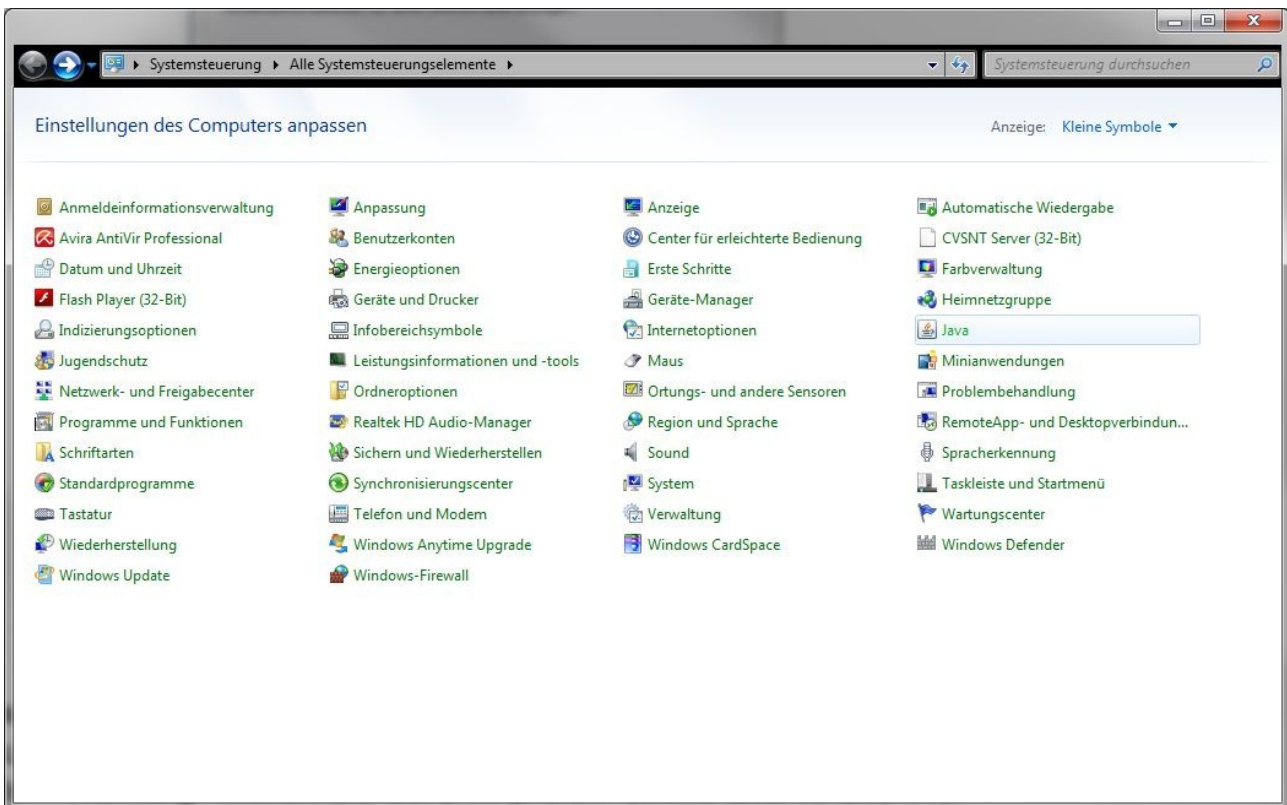 Systemsteuerung ▸ Alle Systemsteuerungselemente ▸ Systemsteuerung durchsuchen
Einstellungen des Computers anpassen Anzeige: Kleine Symbole
Anmeldeinformationsverwaltung Anpassung Anzeige Automatische Wiedergabe
Avira AntiVir Professional Benutzerkonten Center für erleichterte Bedienung CVSNT Server (32-Bit)
Datum und Uhrzeit Energieoptionen Erste Schritte Farbverwaltung
Flash Player (32-Bit) Geräte und Drucker Geräte-Manager Heimnetzgruppe
Indizierungsoptionen Infobereichsymbole Internetoptionen Java
Jugendschutz Leistungsinformationen und -tools Maus Minianwendungen
Netzwerk- und Freigabecenter Ordneroptionen Ortungs- und andere Sensoren Problembehandlung
Programme und Funktionen Realtek HD Audio-Manager Region und Sprache RemoteApp- und Desktopverbindun...
Schriftarten Sichern und Wiederherstellen Sound Spracherkennung
Standardprogramme Synchronisierungscenter System Taskleiste und Startmenü
Tastatur Telefon und Modem Verwaltung Wartungscenter
Wiederherstellung Windows Anytime Upgrade Windows CardSpace Windows Defender
Windows Update Windows-Firewall